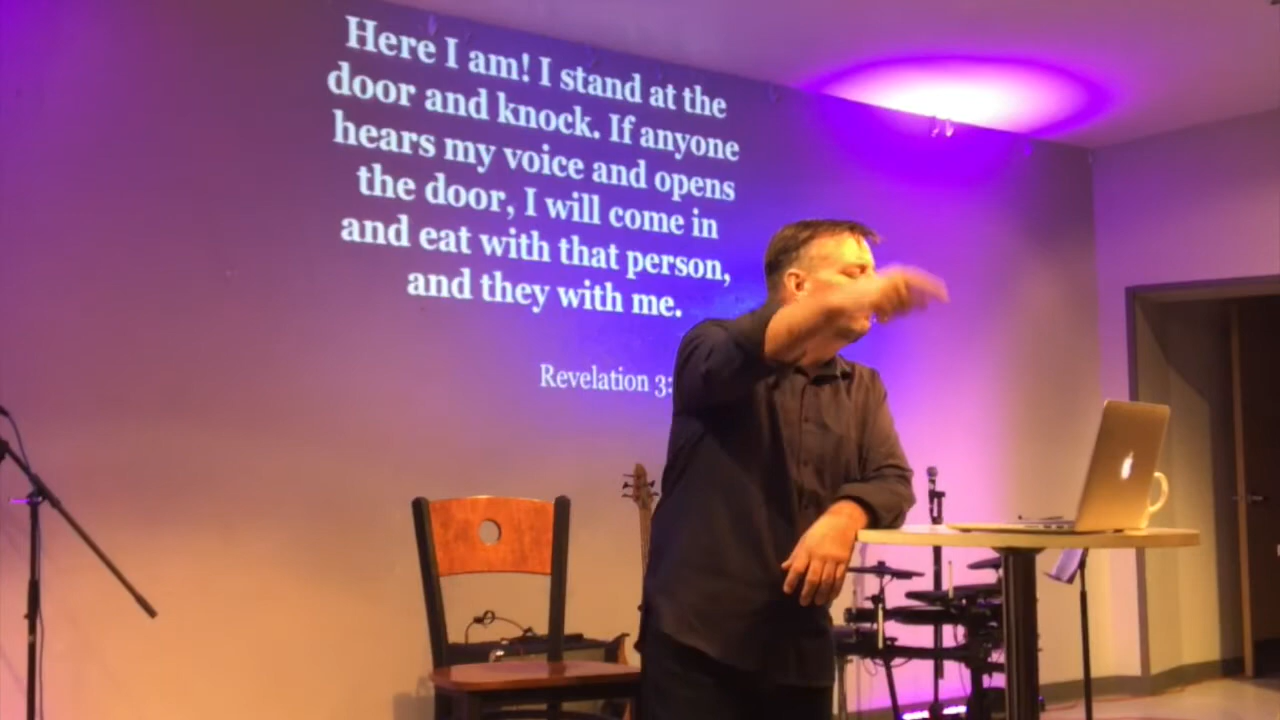 Here I am! I stand at the
door and knock. If anyone
hears my voice and opens
the door, I will come in
and eat with that person,
and they with me.
Revelation 3: